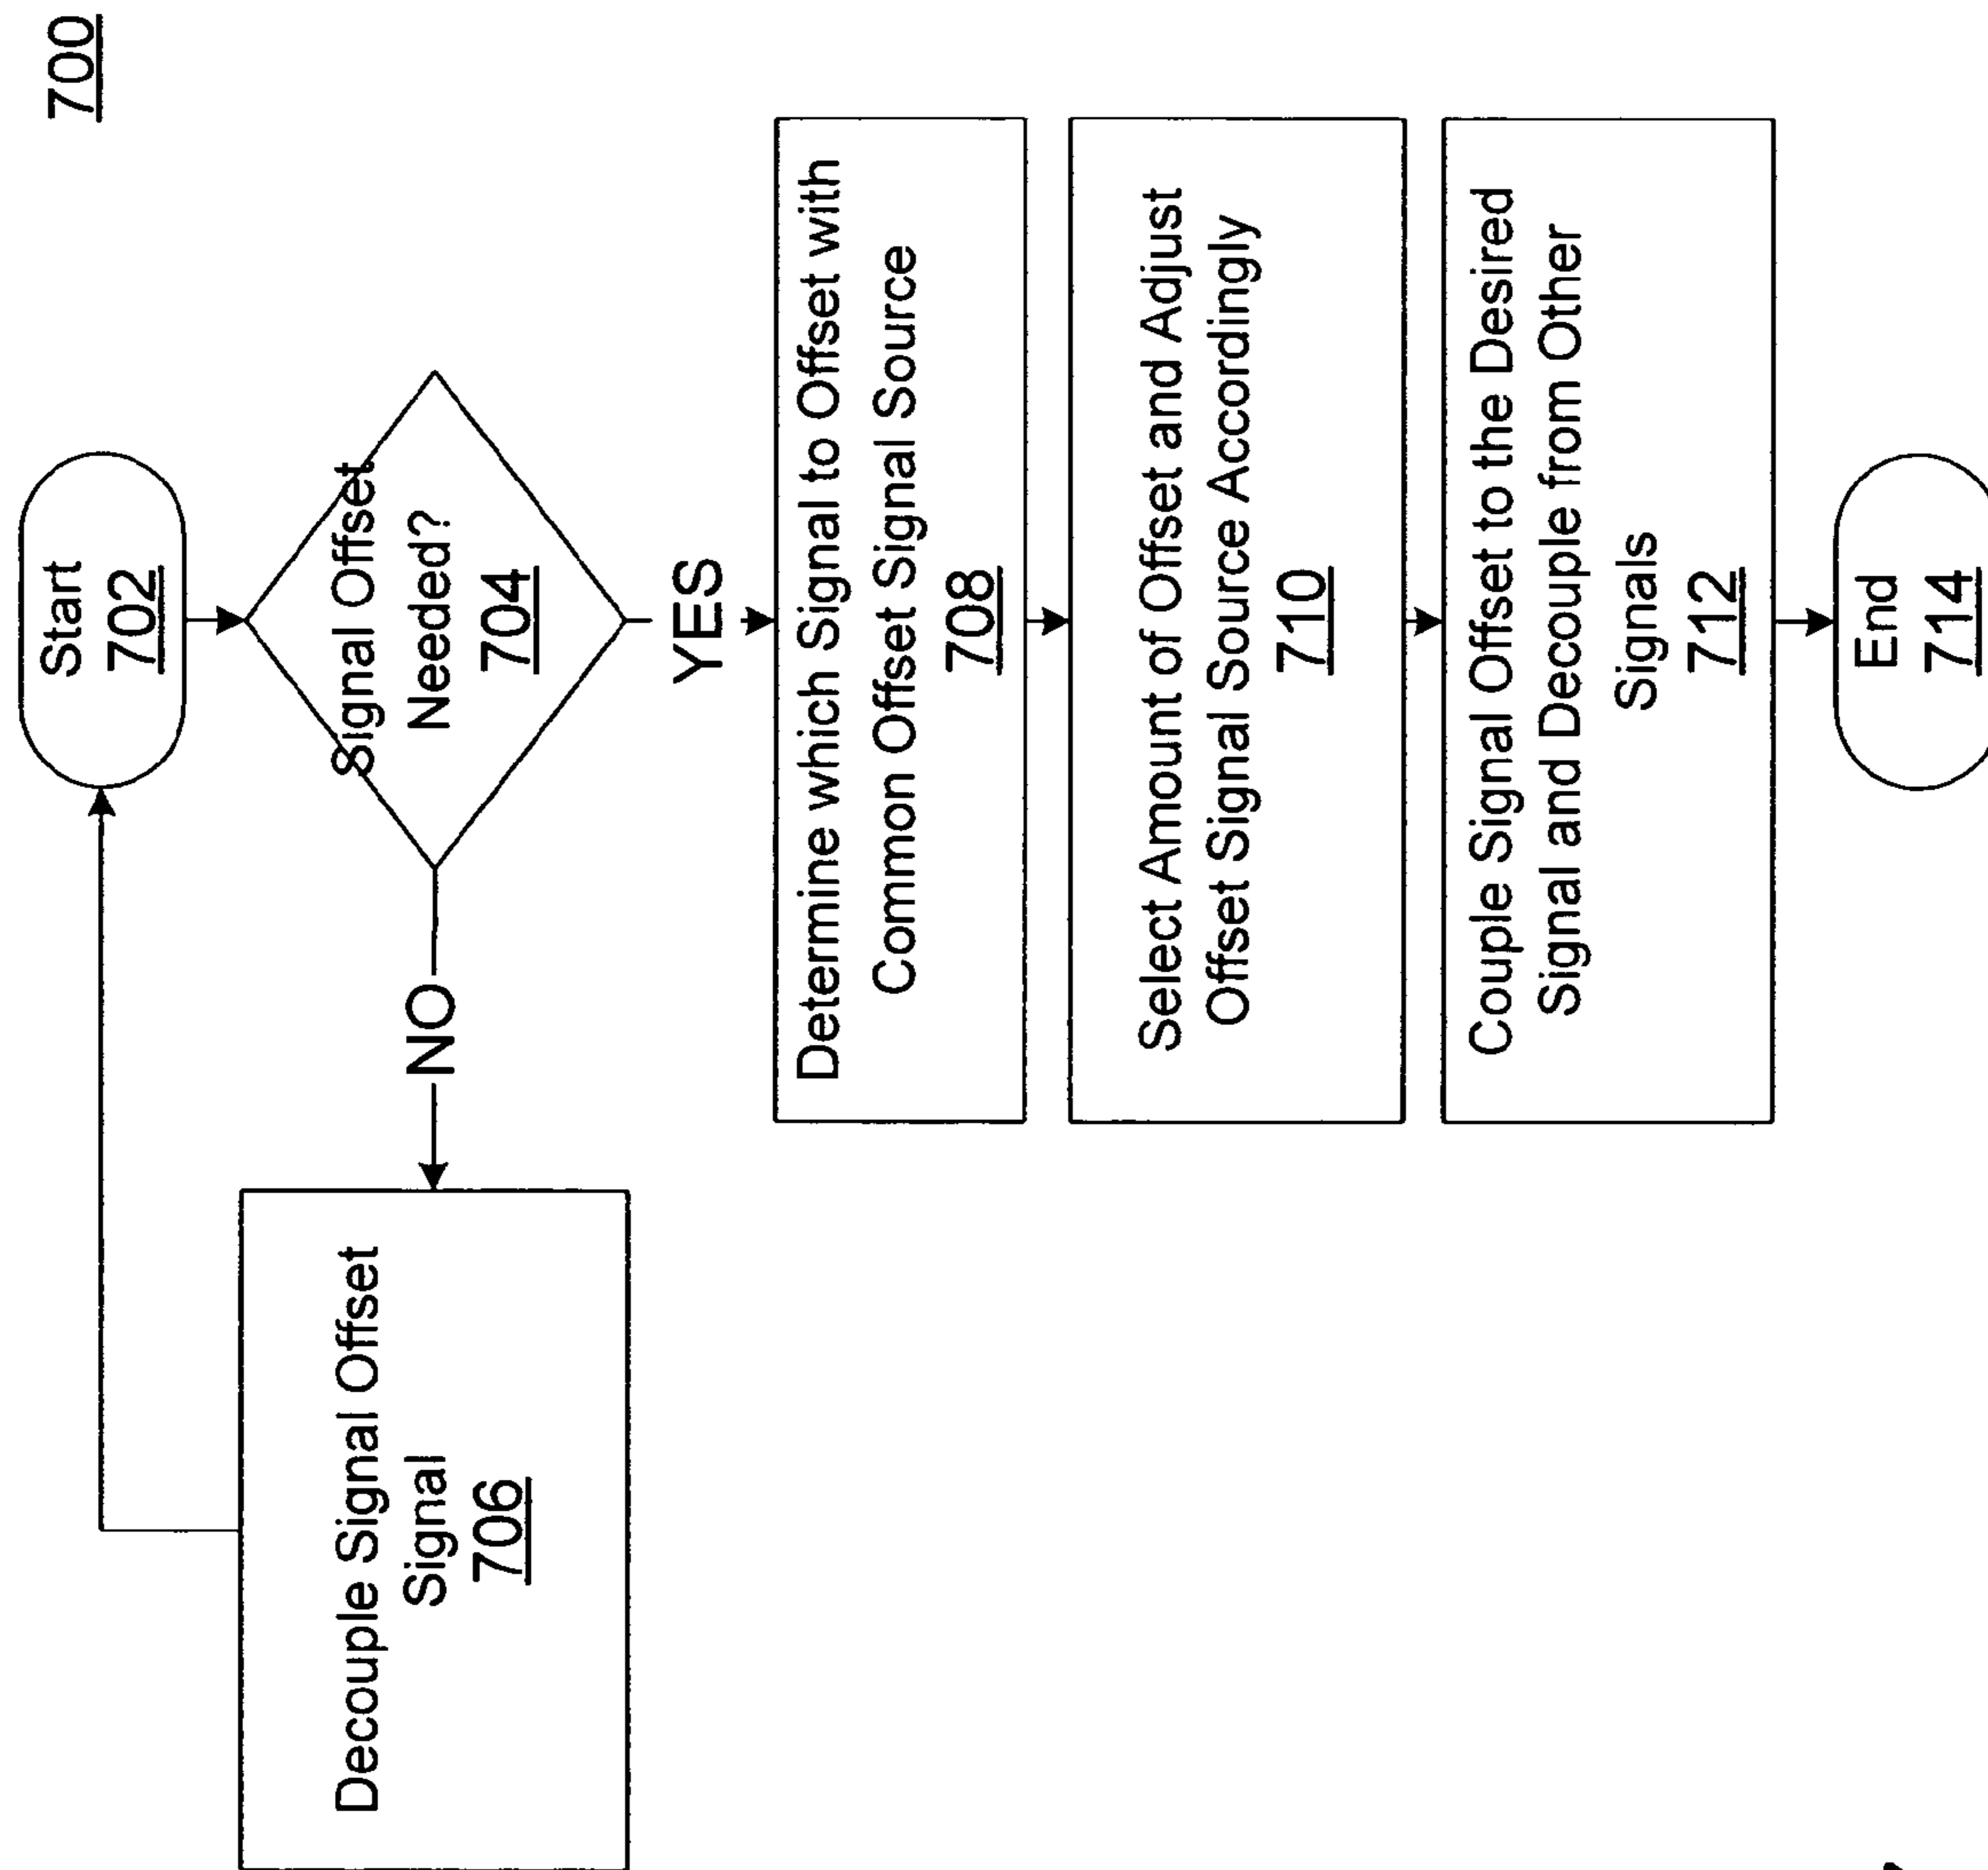 700
Start
702
Signal Offset
Needed?
704
NO
Decouple Signal Offset
Signal
706
YES
Determine which Signal to Offset with
Common Offset Signal Source
708
Select Amount of Offset and Adjust
Offset Signal Source Accordingly
710
Couple Signal Offset to the Desired
Signal and Decouple from Other
Signals
712
End
714